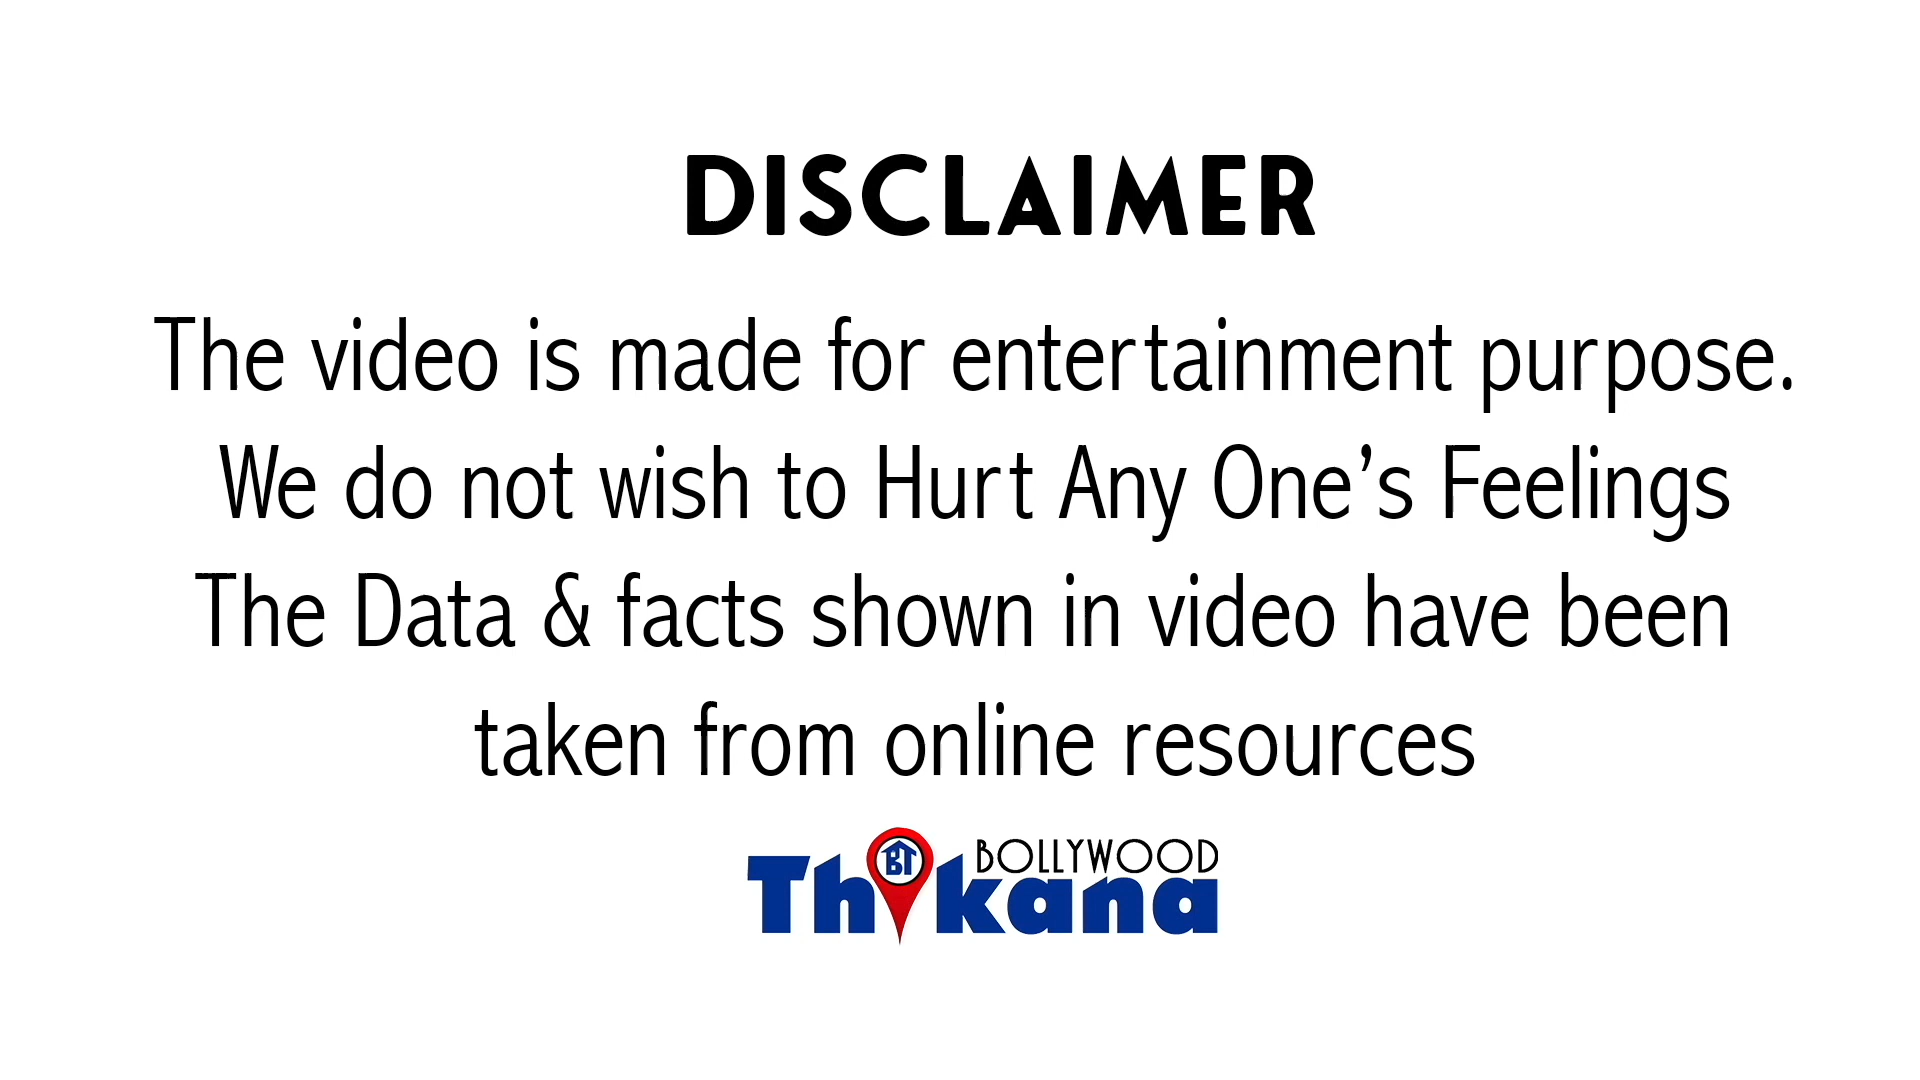 DISCLAIMER
The video is made for entertainment purpose.
We do not wish to Hurt Any One’s Feelings
The Data & facts shown in video have been
taken from online resources
BOLLYWOOD
BT
Thikana